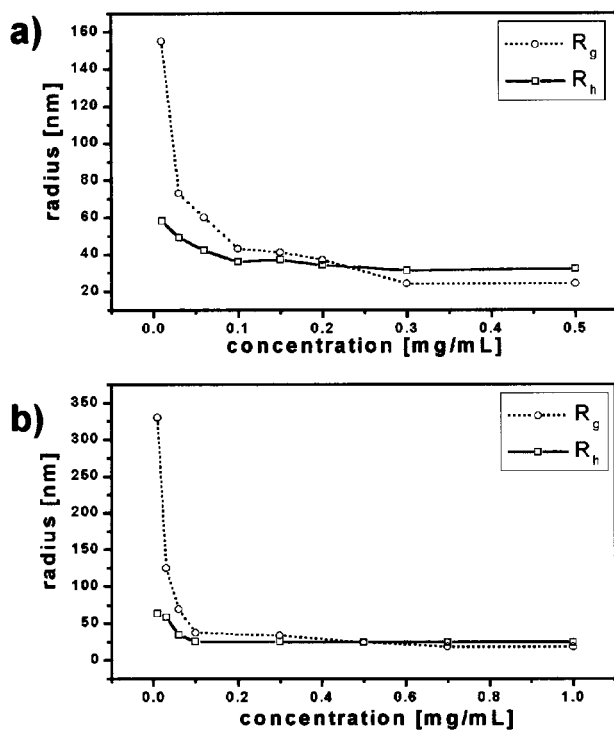 a)
radius [nm]
160
140
120
100
80
60
40
20
R_g
R_h
0.0 0.1 0.2 0.3 0.4 0.5
concentration [mg/mL]
b)
radius [nm]
350
300
250
200
150
100
50
0
R_g
R_h
0.0 0.2 0.4 0.6 0.8 1.0
concentration [mg/mL]